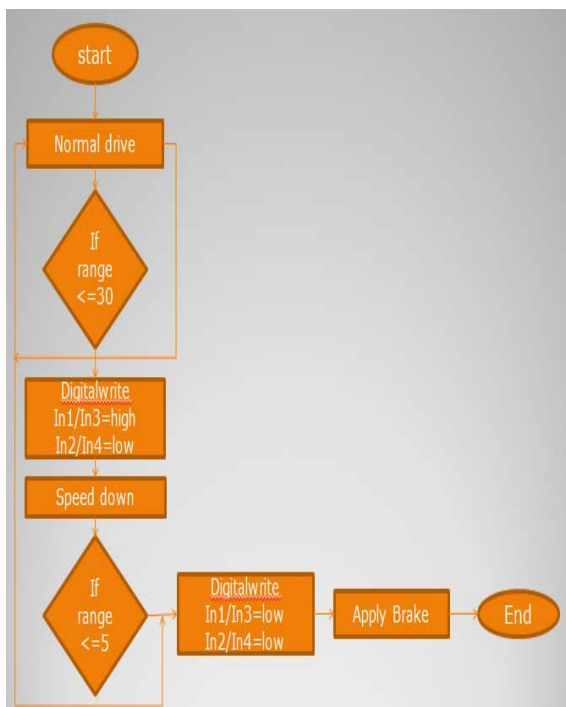 start
Normal drive
If
range
<=30
Digitalwrite
In1/In3=high
In2/In4=low
Speed down
If
range
<=5
Digitalwrite
In1/In3=low
In2/In4=low
Apply Brake
End